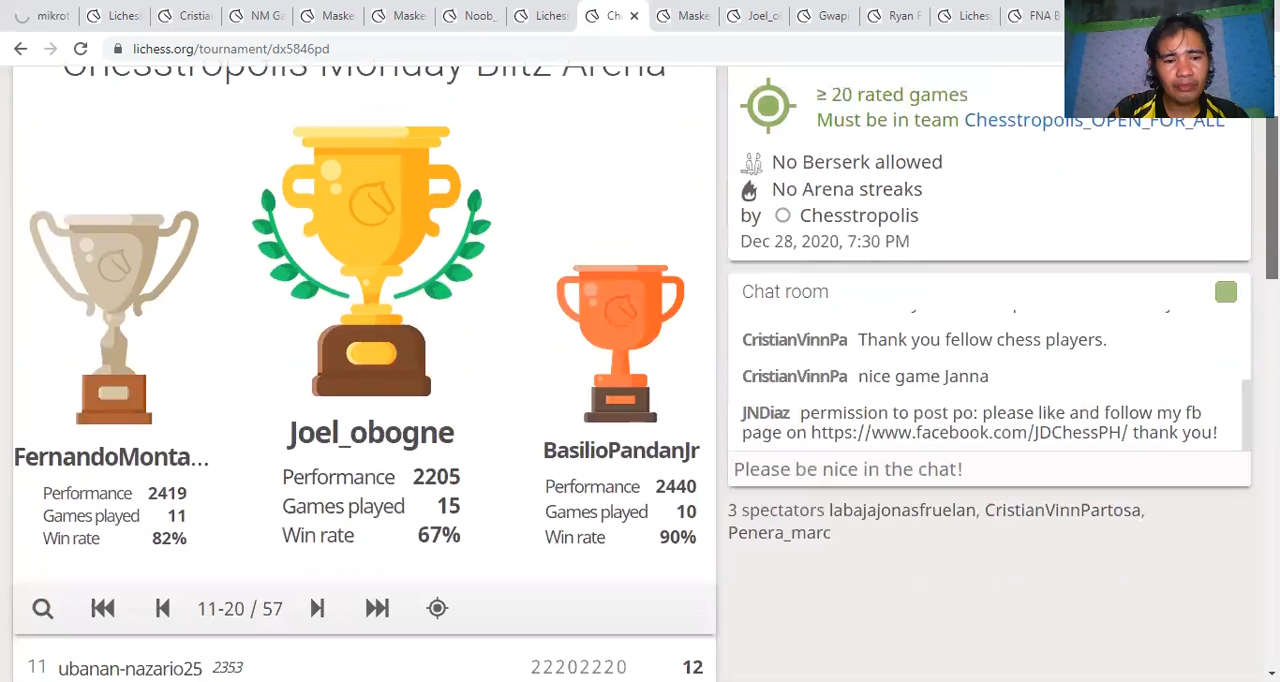 mikrot Lichess Cristian NM Ga Maske Maske Noob_ Lichess Ch Maske Joel_o Gwapi Ryan F Lichess FNA B
lichess.org/tournament/dx5846pd
Chesstropolis Monday Blitz Arena
≥ 20 rated games
Must be in team Chesstropolis_OPEN_FOR_ALL
No Berserk allowed
No Arena streaks
by Chesstropolis
Dec 28, 2020, 7:30 PM
Chat room
CristianVinnPa Thank you fellow chess players.
CristianVinnPa nice game Janna
JNDiaz permission to post po: please like and follow my fb
page on https://www.facebook.com/JDChessPH/ thank you!
Please be nice in the chat!
3 spectators labajajonasfruelan, CristianVinnPartosa,
Penera_marc
FernandoMonta...
Performance 2419
Games played 11
Win rate 82%
Joel_obogne
Performance 2205
Games played 15
Win rate 67%
BasilioPandanJr
Performance 2440
Games played 10
Win rate 90%
11-20 / 57
11 ubanan-nazario25 2353 22202220 12